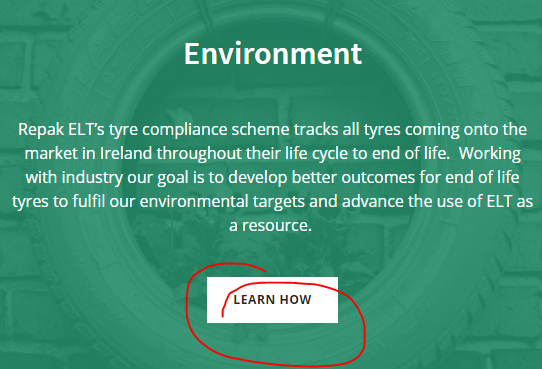 Environment
Repak ELT’s tyre compliance scheme tracks all tyres coming onto the
market in Ireland throughout their life cycle to end of life.  Working
with industry our goal is to develop better outcomes for end of life
tyres to fulfil our environmental targets and advance the use of ELT as
a resource.
LEARN HOW